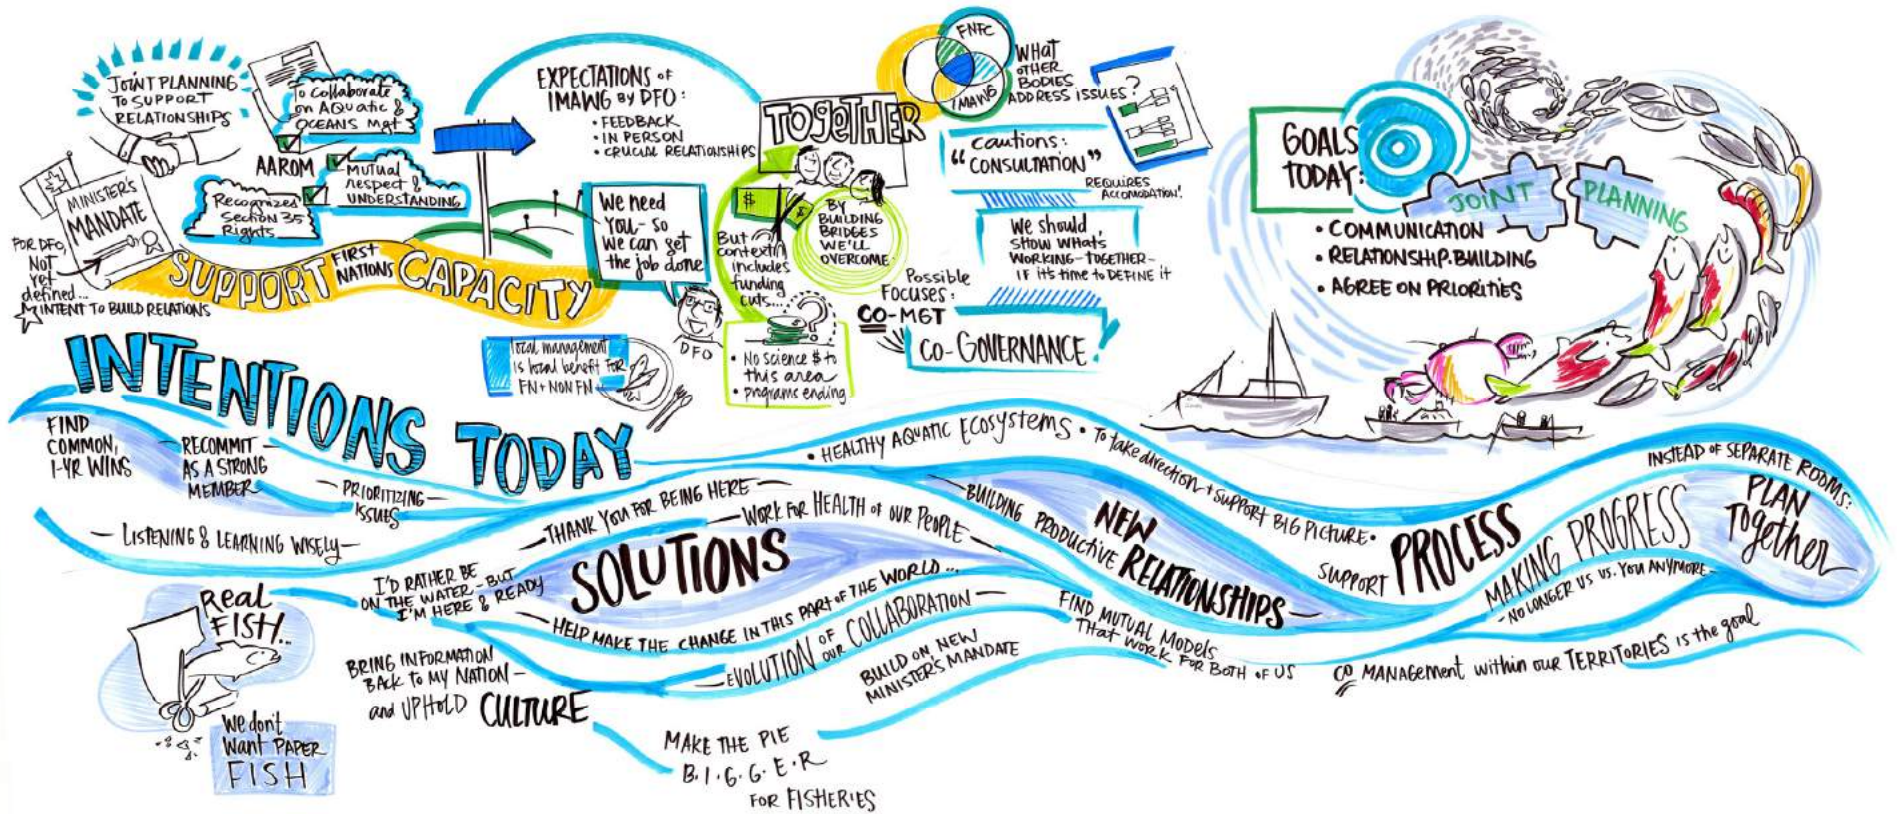 JOINT PLANNING
TO SUPPORT
RELATIONSHIPS
To collaborate
on AQuatic &
OCEANS Mgt
AAROM
Mutual
respect &
UNDERSTANDING
Recognizes
Section 35
Rights
MINISTER'S
MANDATE
FOR DFO,
NOT
yet
defined...
INTENT TO BUILD RELATIONS
SUPPORT FIRST NATIONS CAPACITY
EXPECTATIONS OF
IMAWG BY DFO:
• FEEDBACK
• IN PERSON
• CRUCIAL RELATIONSHIPS
We need
YOU - SO
We can get
the job done
DFO
local management
is local benefit FOR
FN + NON FN
TOGETHER
$
$
BY
BUILDING
BRIDGES
WE'LL
OVERCOME
But
context
includes
funding
cuts...
?
• No science $ to
this area
• programs ending
FNFC
IMAWG
WHAT
OTHER
BODIES
ADDRESS ISSUES?
cautions:
"CONSULTATION"
REQUIRES
ACCOMODATION!
We should
SHOW WHAT'S
WORKING - TOGETHER -
IF it's time to DEFINE it
Possible
FOCUSES:
CO-MGT
CO-GOVERNANCE!
GOALS
TODAY:
JOINT PLANNING
• COMMUNICATION
• RELATIONSHIP-BUILDING
• AGREE ON PRIORITIES
INTENTIONS TODAY
FIND
COMMON,
1-YR WINS
RECOMMIT -
AS A STRONG
MEMBER
- PRIORITIZING -
ISSUES
- LISTENING & LEARNING WISELY -
- THANK YOU FOR BEING HERE -
- WORK FOR HEALTH OF OUR PEOPLE -
SOLUTIONS
I'D RATHER BE
ON THE WATER - BUT
I'M HERE & READY
- HELP MAKE THE CHANGE IN THIS PART OF THE WORLD...
- EVOLUTION OF OUR COLLABORATION -
BRING INFORMATION
BACK TO MY NATION -
and UPHOLD CULTURE
BUILD ON NEW
MINISTER'S MANDATE
MAKE THE PIE
B.I.G.G.E.R
FOR FISHERIES
Real
FISH..
We don't
Want PAPER
FISH
• HEALTHY AQUATIC ECOSYSTEMS • To take direction + SUPPORT BIG PICTURE •
- BUILDING PRODUCTIVE NEW RELATIONSHIPS -
FIND MUTUAL MODELS
THAT WORK FOR BOTH OF US
SUPPORT PROCESS
MAKING PROGRESS
- NO LONGER US VS. YOU ANYMORE -
INSTEAD OF SEPARATE ROOMS:
PLAN
Together
CO MANAGEMENT within our TERRITORIES is the goal